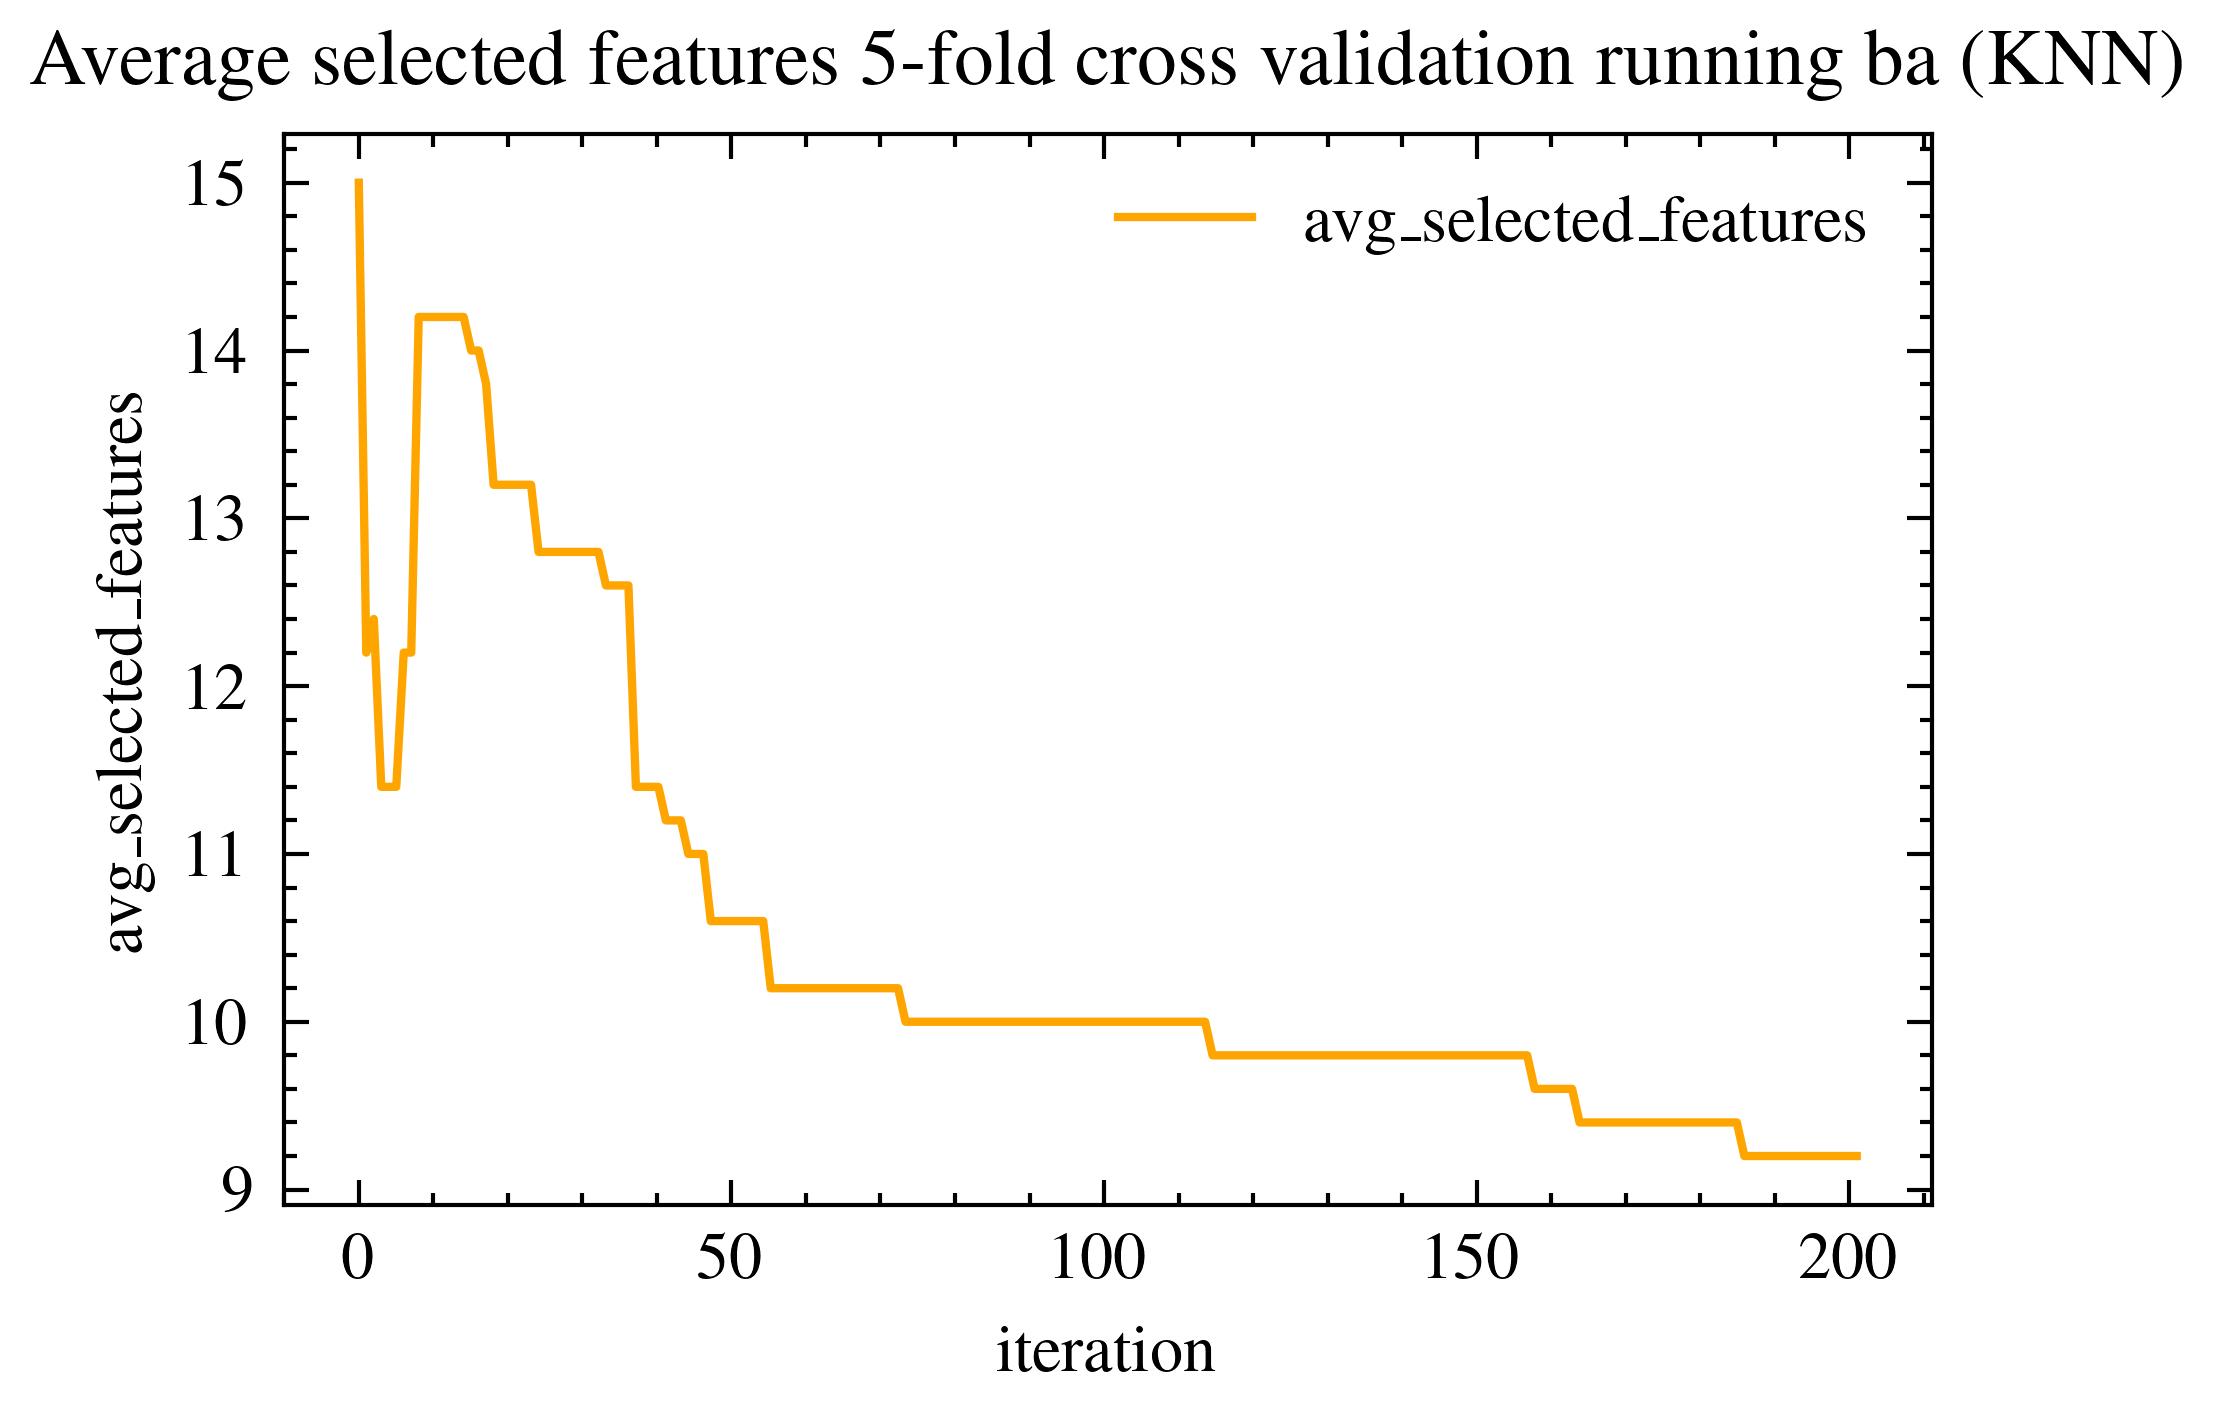 Average selected features 5-fold cross validation running ba (KNN)
avg_selected_features
avg_selected_features
15
14
13
12
11
10
9
0 50 100 150 200
iteration